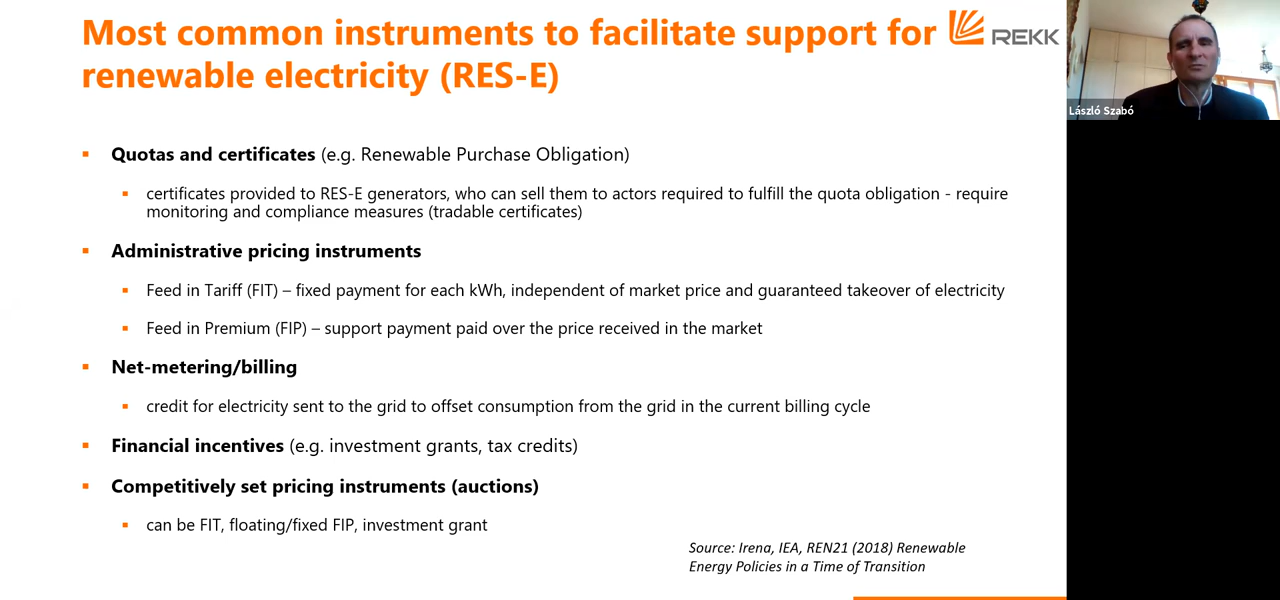 Most common instruments to facilitate support for
renewable electricity (RES-E)
REKK
László Szabó
▪ Quotas and certificates (e.g. Renewable Purchase Obligation)
▪ certificates provided to RES-E generators, who can sell them to actors required to fulfill the quota obligation - require
monitoring and compliance measures (tradable certificates)
▪ Administrative pricing instruments
▪ Feed in Tariff (FIT) – fixed payment for each kWh, independent of market price and guaranteed takeover of electricity
▪ Feed in Premium (FIP) – support payment paid over the price received in the market
▪ Net-metering/billing
▪ credit for electricity sent to the grid to offset consumption from the grid in the current billing cycle
▪ Financial incentives (e.g. investment grants, tax credits)
▪ Competitively set pricing instruments (auctions)
▪ can be FIT, floating/fixed FIP, investment grant
Source: Irena, IEA, REN21 (2018) Renewable
Energy Policies in a Time of Transition